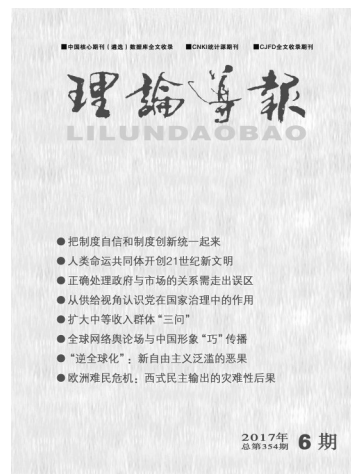 ■中国核心期刊（遴选）数据库全文收录 ■CNKI统计源期刊 ■CJFD全文收录期刊
理論导報
LILUNDAOBAO
●把制度自信和制度创新统一起来
●人类命运共同体开创21世纪新文明
●正确处理政府与市场的关系需走出误区
●从供给视角认识党在国家治理中的作用
●扩大中等收入群体“三问”
●全球网络舆论场与中国形象“巧”传播
●“逆全球化”：新自由主义泛滥的恶果
●欧洲难民危机：西式民主输出的灾难性后果
2017年
总第354期 6 期